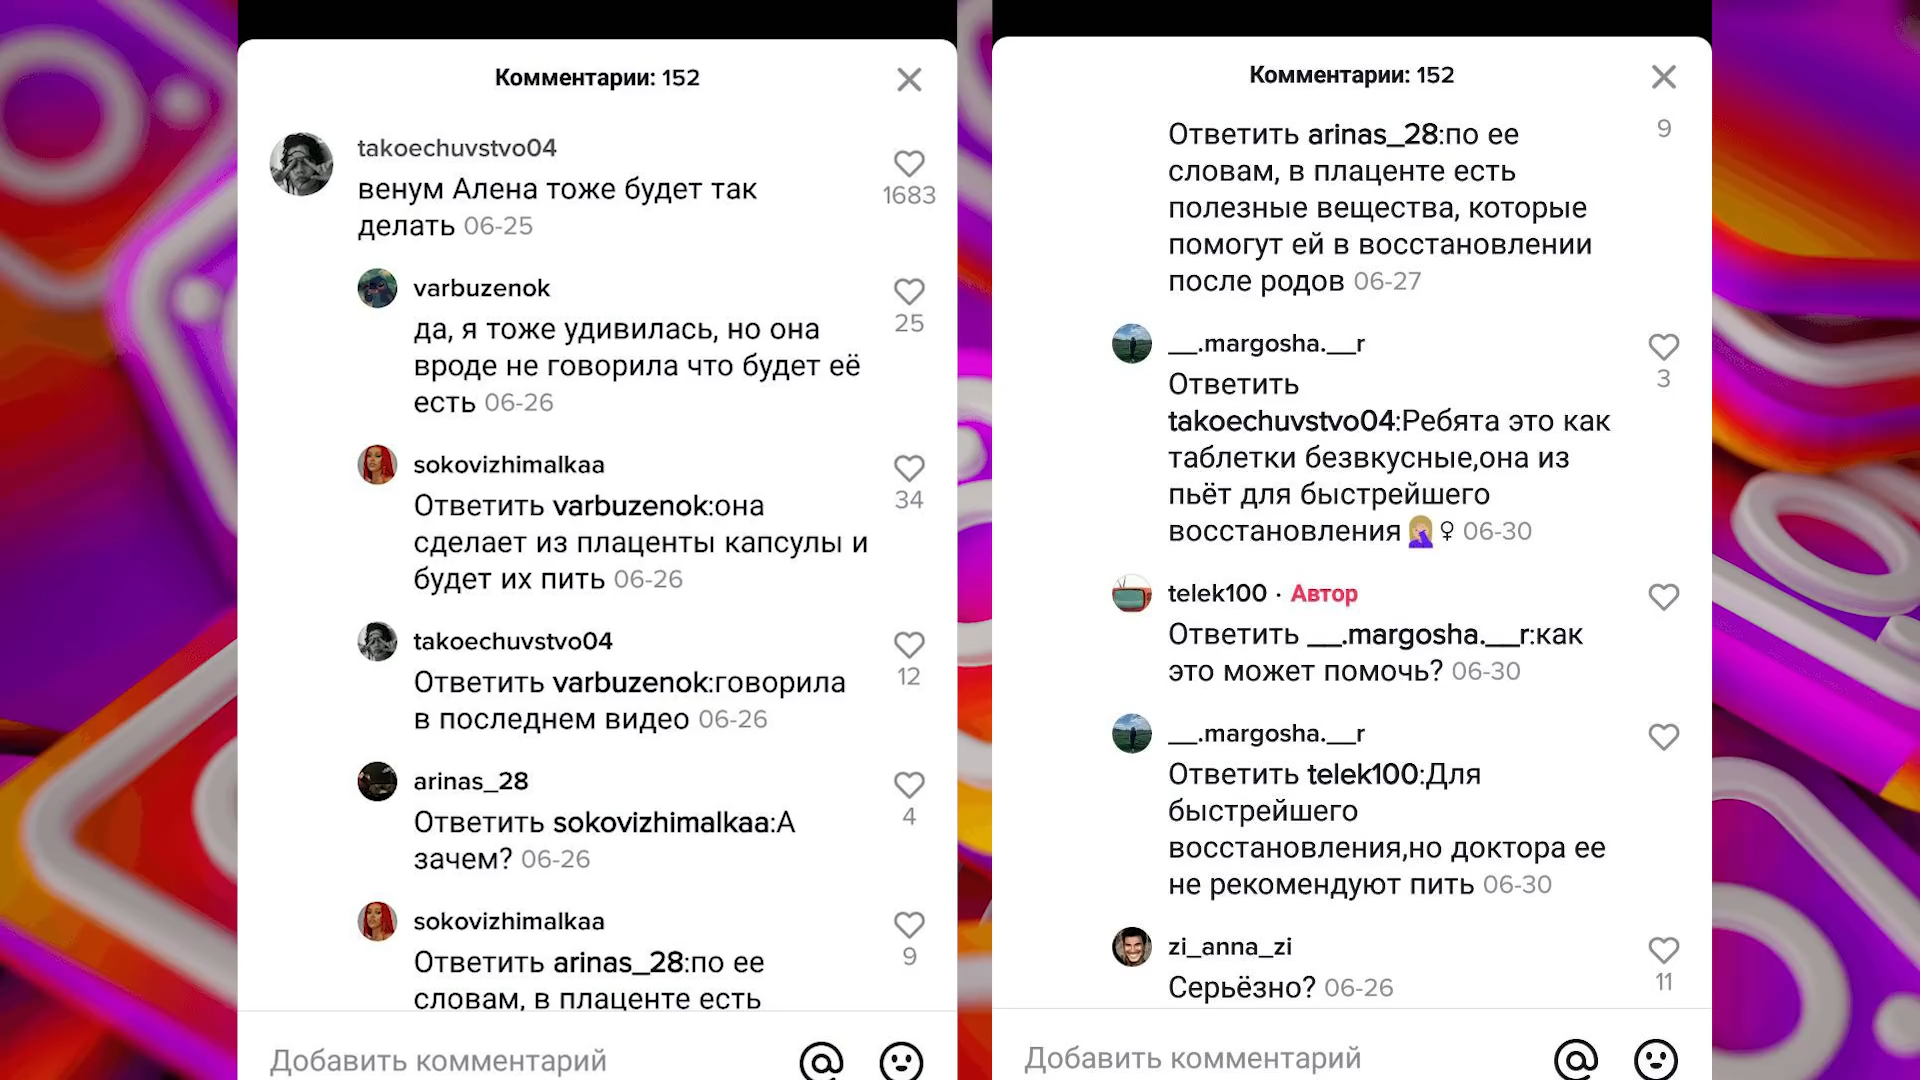 Комментарии: 152
takoechuvstvo04
венум Алена тоже будет так
делать 06-25
1683
varbuzenok
да, я тоже удивилась, но она
вроде не говорила что будет её
есть 06-26
25
sokovizhimalkaa
Ответить varbuzenok:она
сделает из плаценты капсулы и
будет их пить 06-26
34
takoechuvstvo04
Ответить varbuzenok:говорила
в последнем видео 06-26
12
arinas_28
Ответить sokovizhimalkaa:А
зачем? 06-26
4
sokovizhimalkaa
Ответить arinas_28:по ее
словам, в плаценте есть
9
Добавить комментарий
Комментарии: 152
Ответить arinas_28:по ее
словам, в плаценте есть
полезные вещества, которые
помогут ей в восстановлении
после родов 06-27
9
__.margosha.__r
Ответить
takoechuvstvo04:Ребята это как
таблетки безвкусные,она из
пьёт для быстрейшего
восстановления🤦🏼♀ 06-30
3
telek100 · Автор
Ответить __.margosha.__r:как
это может помочь? 06-30
__.margosha.__r
Ответить telek100:Для
быстрейшего
восстановления,но доктора ее
не рекомендуют пить 06-30
zi_anna_zi
Серьёзно? 06-26
11
Добавить комментарий